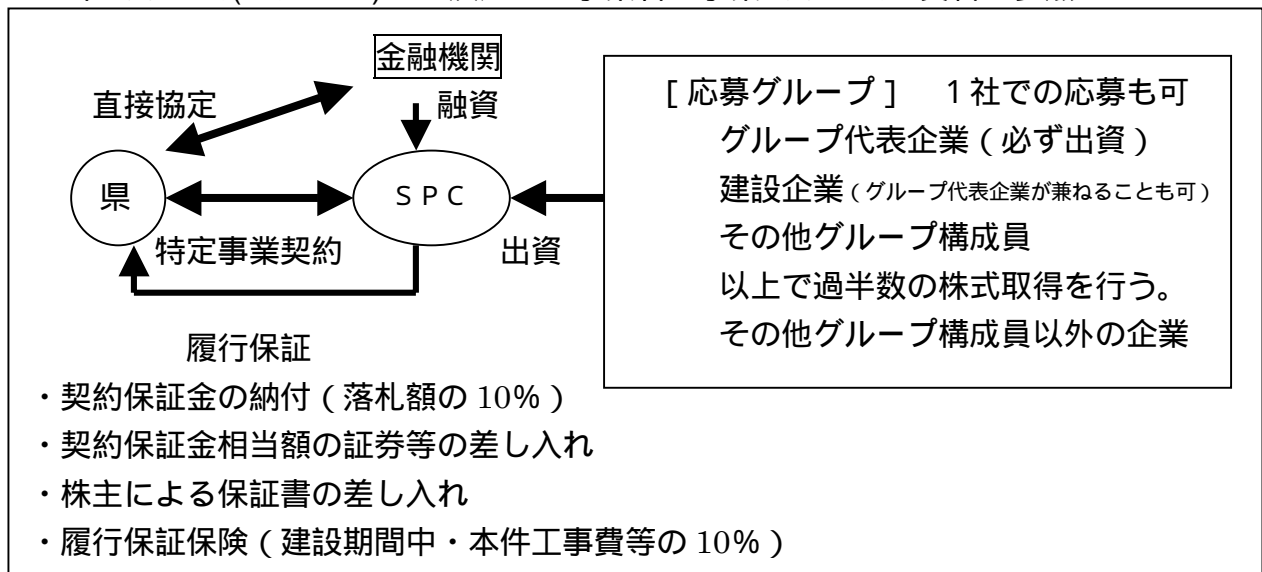 金融機関
直接協定
融資
県
ＳＰＣ
特定事業契約
出資
［応募グループ］　１社での応募も可
グループ代表企業（必ず出資）
建設企業（グループ代表企業が兼ねることも可）
その他グループ構成員
以上で過半数の株式取得を行う。
その他グループ構成員以外の企業
履行保証
・契約保証金の納付（落札額の 10％）
・契約保証金相当額の証券等の差し入れ
・株主による保証書の差し入れ
・履行保証保険（建設期間中・本件工事費等の 10％）